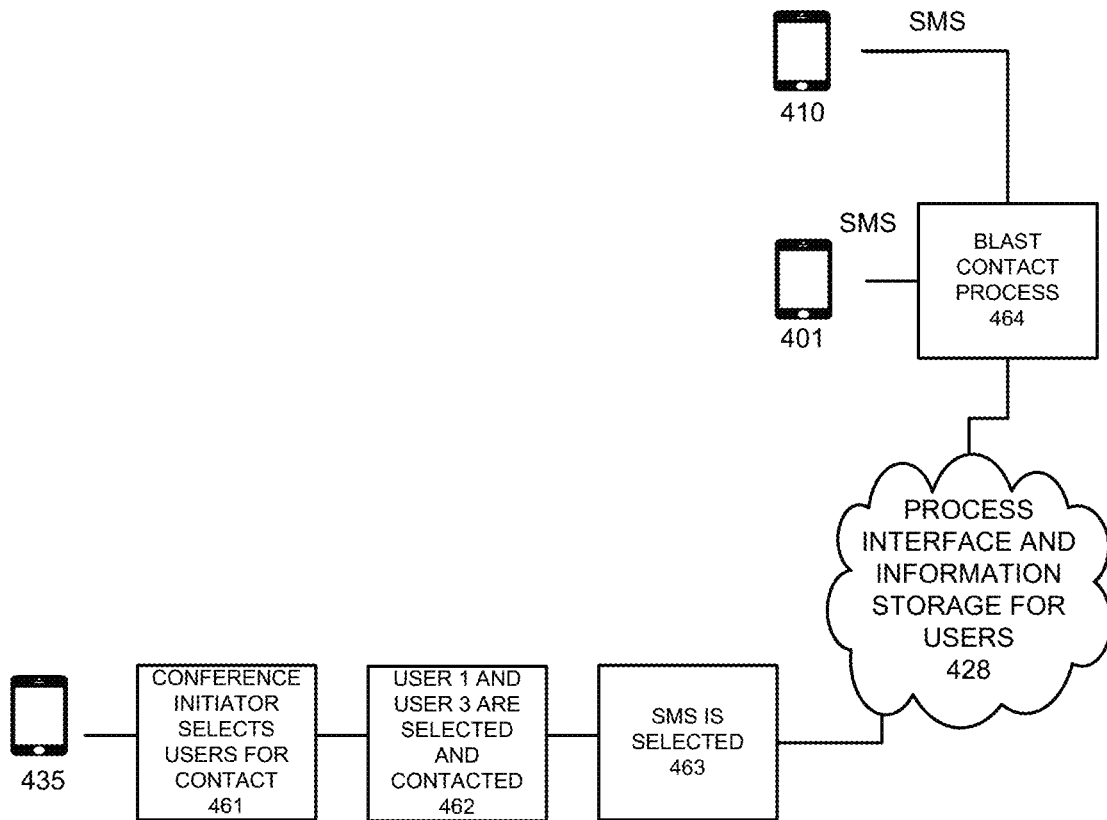 SMS
410
SMS
401
BLAST
CONTACT
PROCESS
464
PROCESS
INTERFACE AND
INFORMATION
STORAGE FOR
USERS
428
435
CONFERENCE
INITIATOR
SELECTS
USERS FOR
CONTACT
461
USER 1 AND
USER 3 ARE
SELECTED
AND
CONTACTED
462
SMS IS
SELECTED
463